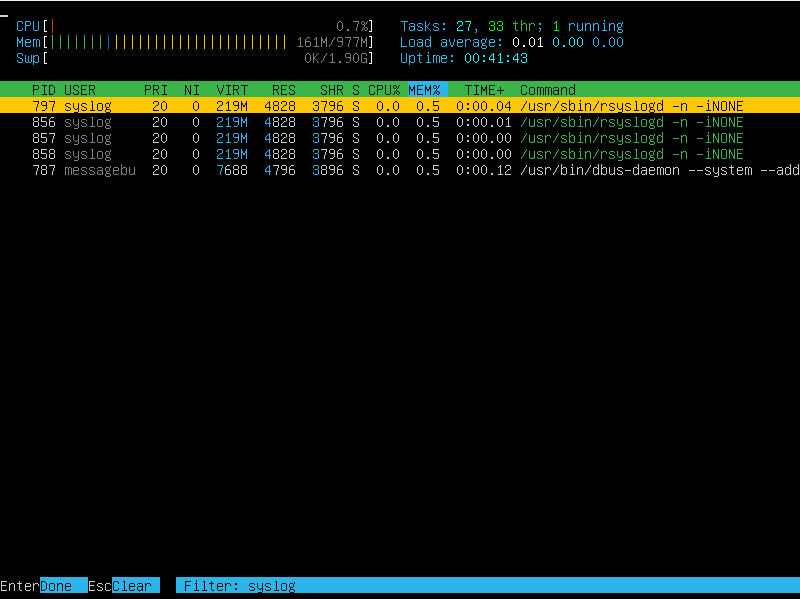 CPU[| 0.7%] Tasks: 27, 33 thr; 1 running
Mem[|||||||||||||||||||||||||||||| 161M/977M] Load average: 0.01 0.00 0.00
Swp[ 0K/1.90G] Uptime: 00:41:43
PID USER PRI NI VIRT RES SHR S CPU% MEM% TIME+ Command
797 syslog 20 0 219M 4828 3796 S 0.0 0.5 0:00.04 /usr/sbin/rsyslogd -n -iNONE
856 syslog 20 0 219M 4828 3796 S 0.0 0.5 0:00.01 /usr/sbin/rsyslogd -n -iNONE
857 syslog 20 0 219M 4828 3796 S 0.0 0.5 0:00.00 /usr/sbin/rsyslogd -n -iNONE
858 syslog 20 0 219M 4828 3796 S 0.0 0.5 0:00.00 /usr/sbin/rsyslogd -n -iNONE
787 messagebu 20 0 7688 4796 3896 S 0.0 0.5 0:00.12 /usr/bin/dbus-daemon --system --add
EnterDone EscClear Filter: syslog